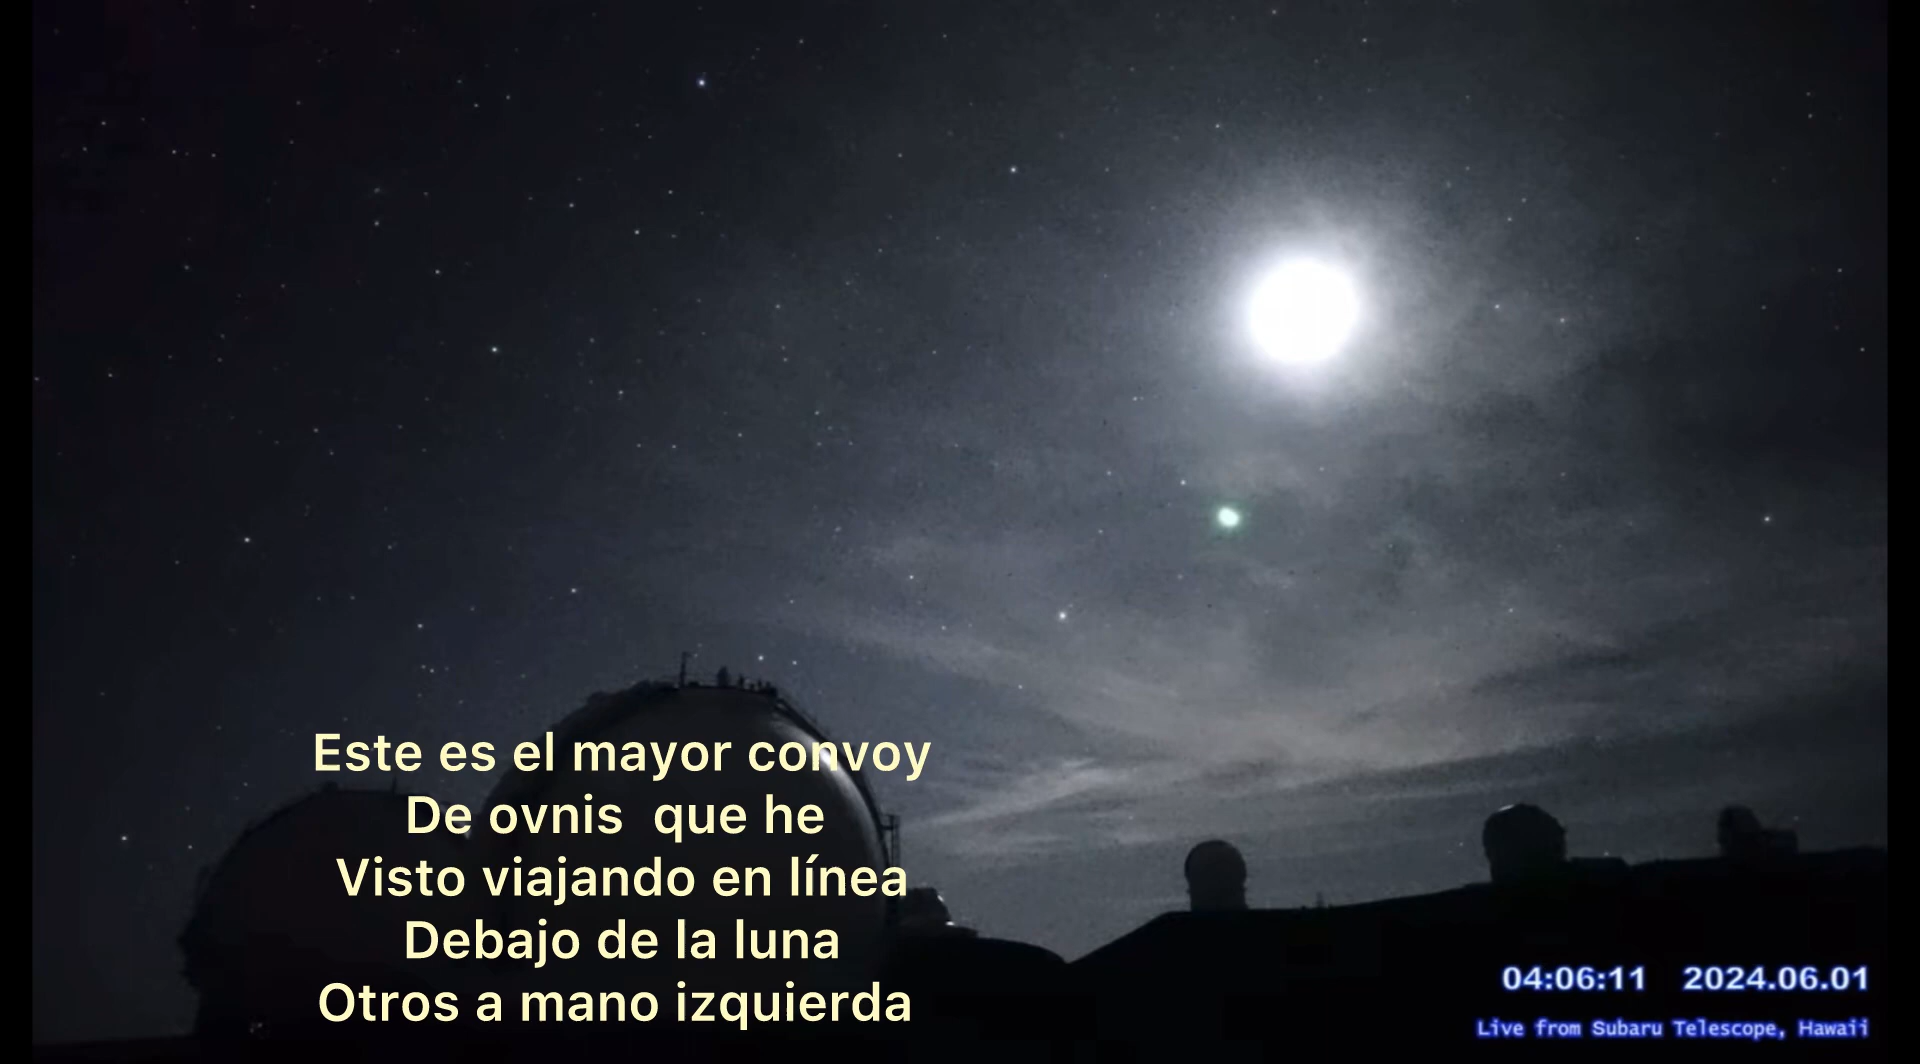 Este es el mayor convoy
De ovnis  que he
Visto viajando en línea
Debajo de la luna
Otros a mano izquierda
04:06:11 2024.06.01
Live from Subaru Telescope, Hawaii